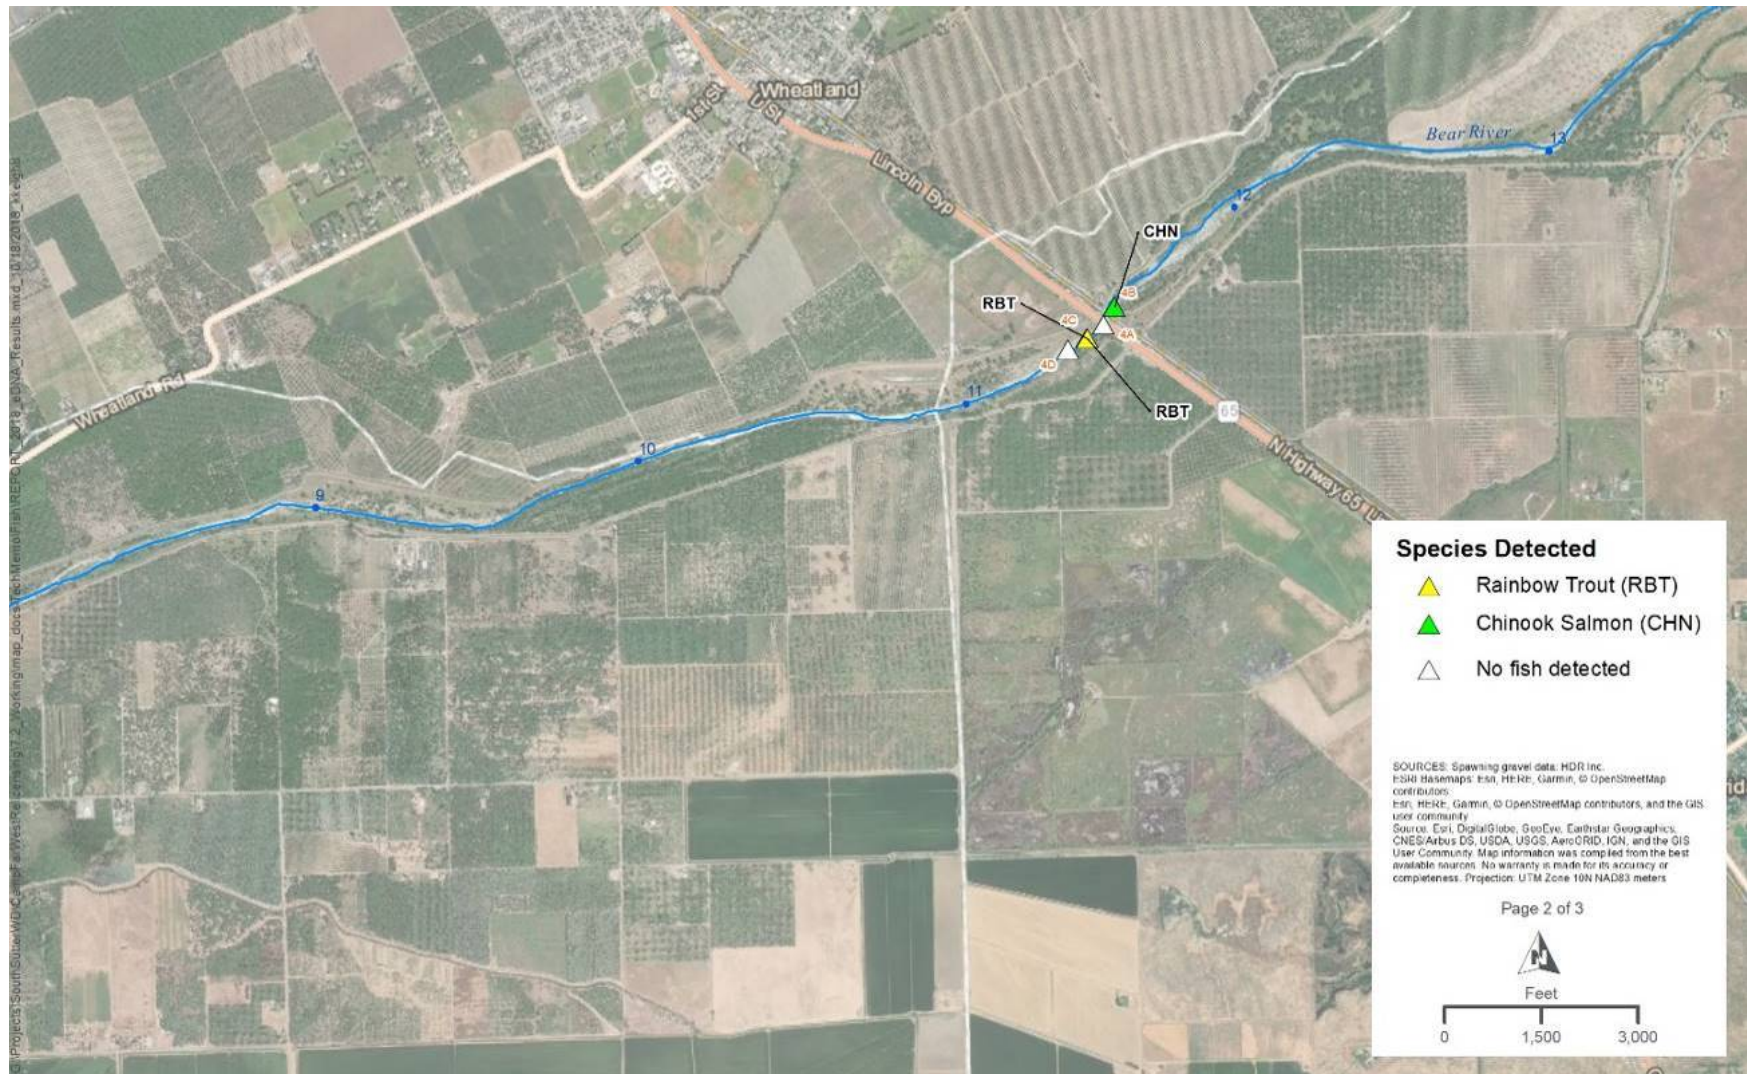 Wheatland
1st St
U St
Lincoln Byp
Bear River
13
12
CHN
4B
RBT
4C
4A
4D
11
RBT
65
Wheatland Rd
10
N Highway 65
9
Species Detected
Rainbow Trout (RBT)
Chinook Salmon (CHN)
No fish detected
SOURCES: Spawning gravel data: HDR Inc.
ESRI Basemaps: Esri, HERE, Garmin, © OpenStreetMap
contributors
Esri, HERE, Garmin, © OpenStreetMap contributors, and the GIS
user community
Source: Esri, DigitalGlobe, GeoEye, Earthstar Geographics,
CNES/Airbus DS, USDA, USGS, AeroGRID, IGN, and the GIS
User Community. Map information was compiled from the best
available sources. No warranty is made for its accuracy or
completeness. Projection: UTM Zone 10N NAD83 meters
Page 2 of 3
N
Feet
0 1,500 3,000